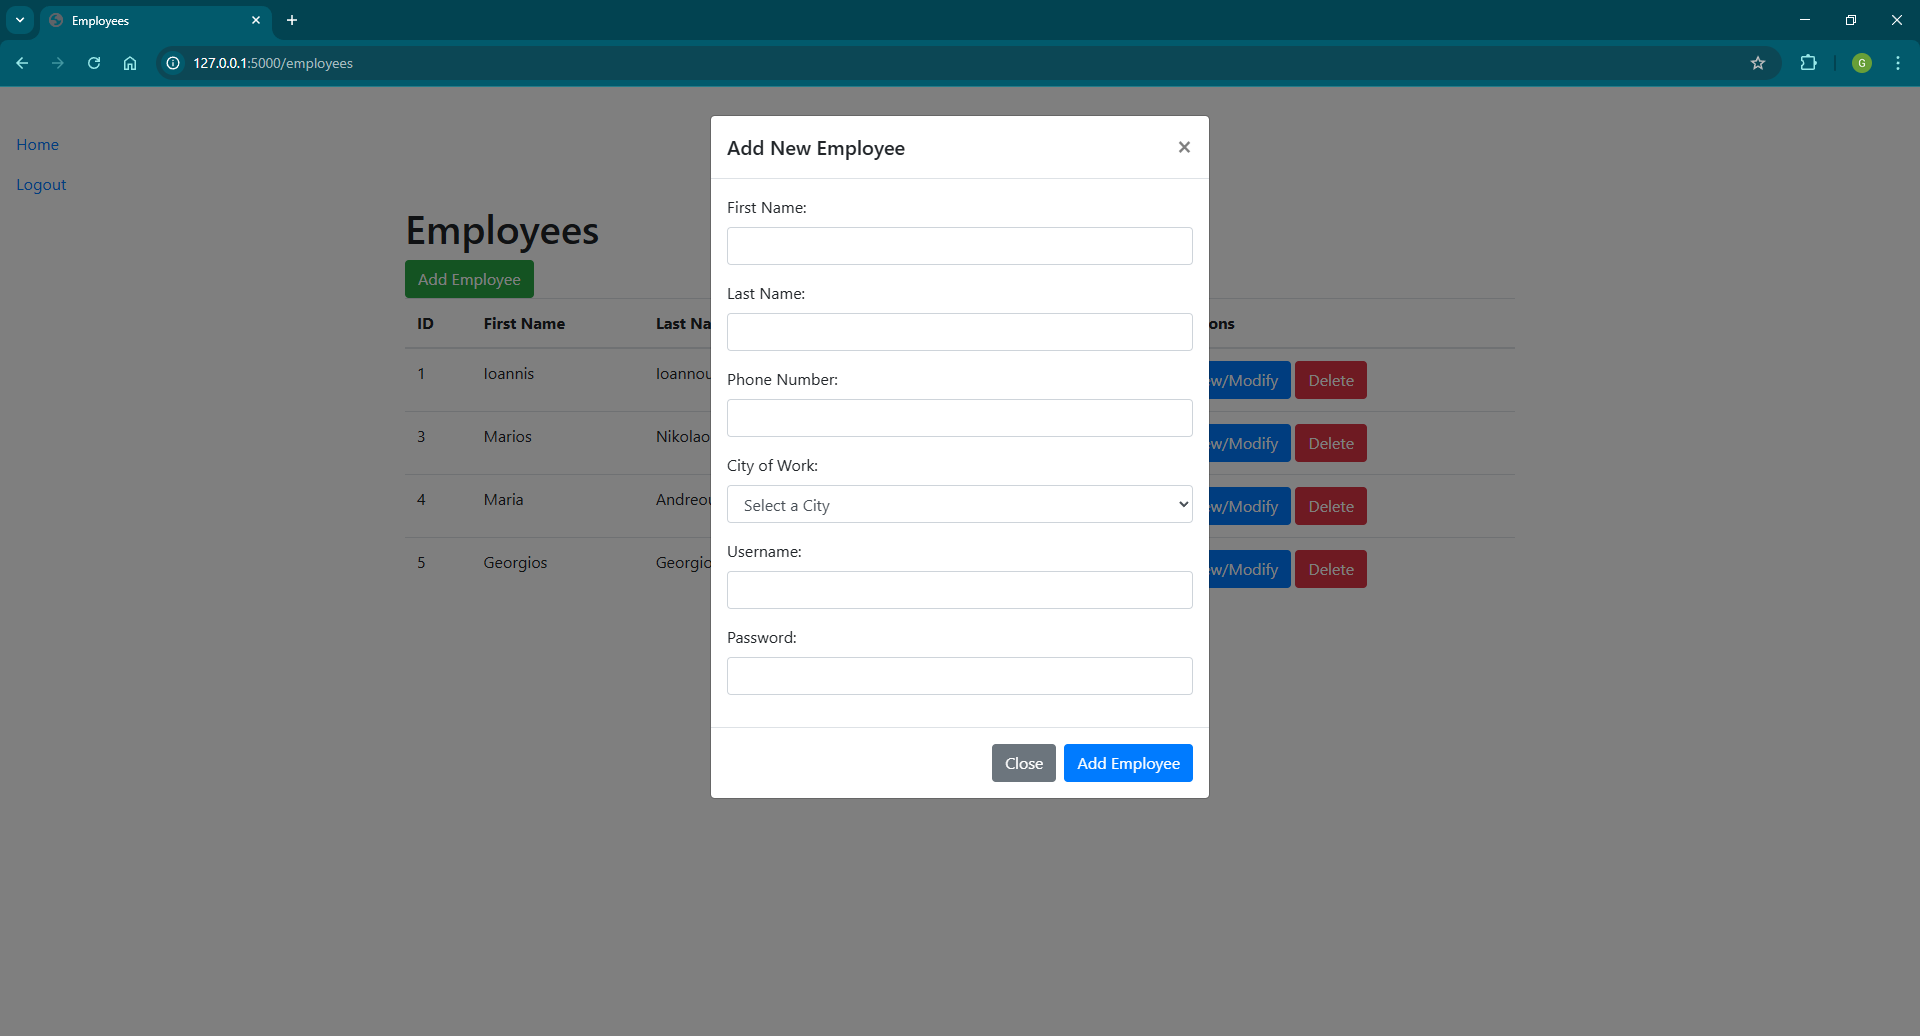 Employees
127.0.0.1:5000/employees
G
Home
Logout
Employees
Add Employee
ID First Name Last Na ons
1 Ioannis Ioannou w/Modify Delete
3 Marios Nikolao w/Modify Delete
4 Maria Andreou w/Modify Delete
5 Georgios Georgio w/Modify Delete
Add New Employee ×
First Name:
Last Name:
Phone Number:
City of Work:
Select a City
Username:
Password:
Close Add Employee